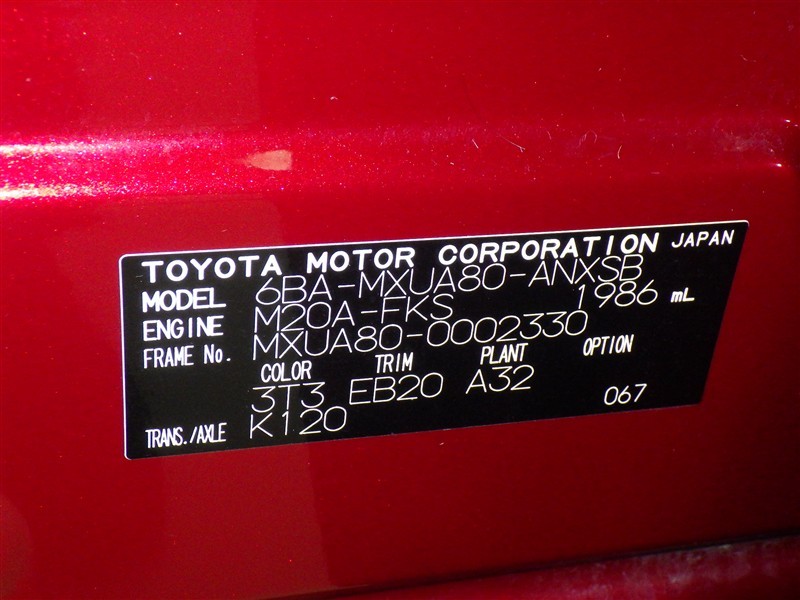 TOYOTA MOTOR CORPORATION JAPAN
MODEL 6BA-MXUA80-ANXSB
ENGINE M20A-FKS 1986 mL
FRAME No. MXUA80-0002330
COLOR TRIM PLANT OPTION
3T3 EB20 A32
TRANS./AXLE K120 067